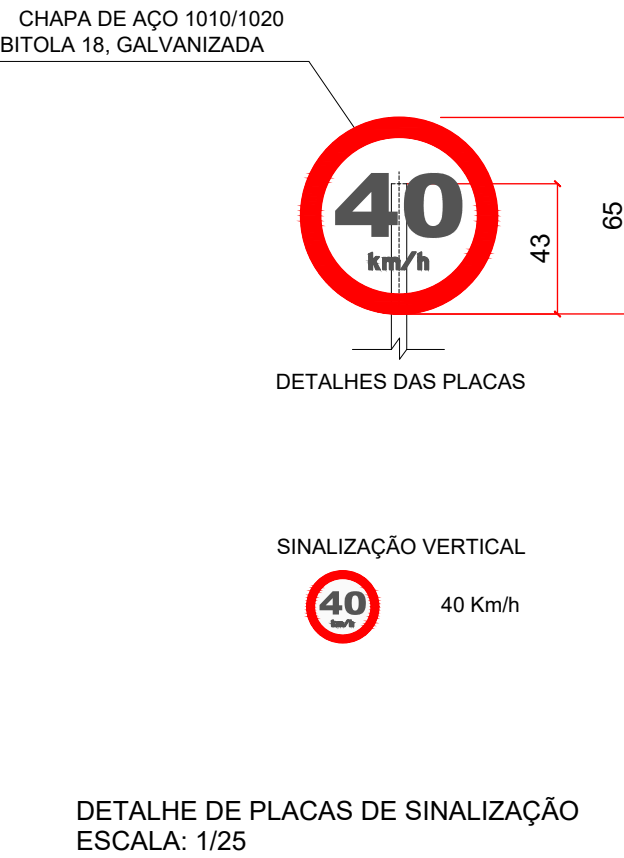 CHAPA DE AÇO 1010/1020
BITOLA 18, GALVANIZADA
40
km/h
43
65
DETALHES DAS PLACAS
SINALIZAÇÃO VERTICAL
40
km/h
40 Km/h
DETALHE DE PLACAS DE SINALIZAÇÃO
ESCALA: 1/25